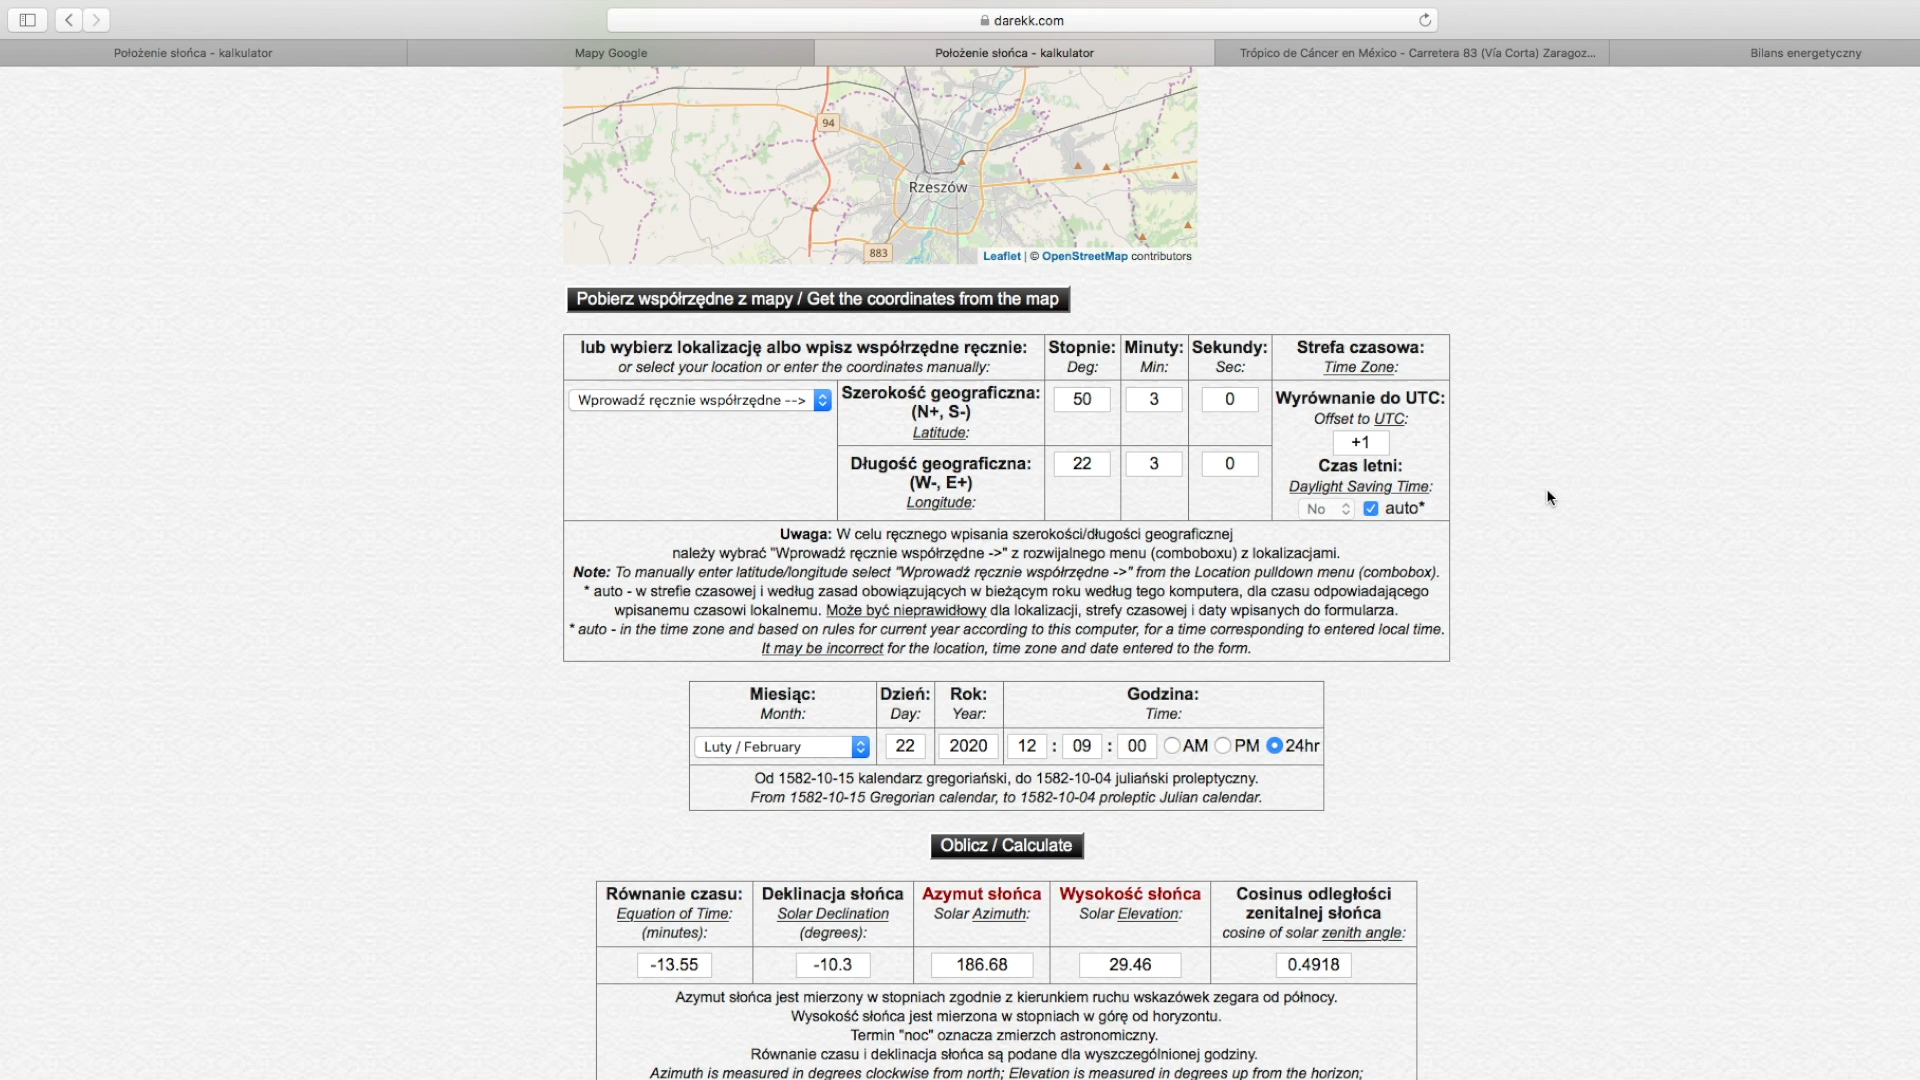 darekk.com
Położenie słońca - kalkulator
Mapy Google
Położenie słońca - kalkulator
Trópico de Cáncer en México - Carretera 83 (Vía Corta) Zaragoz...
Bilans energetyczny
94
Rzeszów
883
Leaflet | © OpenStreetMap contributors
Pobierz współrzędne z mapy / Get the coordinates from the map
lub wybierz lokalizację albo wpisz współrzędne ręcznie:
or select your location or enter the coordinates manually:
Stopnie:
Deg:
Minuty:
Min:
Sekundy:
Sec:
Strefa czasowa:
Time Zone:
Wprowadź ręcznie współrzędne -->
Szerokość geograficzna:
(N+, S-)
Latitude:
50
3
0
Długość geograficzna:
(W-, E+)
Longitude:
22
3
0
Wyrównanie do UTC:
Offset to UTC:
+1
Czas letni:
Daylight Saving Time:
No auto*
Uwaga: W celu ręcznego wpisania szerokości/długości geograficznej
należy wybrać "Wprowadź ręcznie współrzędne ->" z rozwijalnego menu (comboboxu) z lokalizacjami.
Note: To manually enter latitude/longitude select "Wprowadź ręcznie współrzędne ->" from the Location pulldown menu (combobox).
* auto - w strefie czasowej i według zasad obowiązujących w bieżącym roku według tego komputera, dla czasu odpowiadającego
wpisanemu czasowi lokalnemu. Może być nieprawidłowy dla lokalizacji, strefy czasowej i daty wpisanych do formularza.
* auto - in the time zone and based on rules for current year according to this computer, for a time corresponding to entered local time.
It may be incorrect for the location, time zone and date entered to the form.
Miesiąc:
Month:
Dzień:
Day:
Rok:
Year:
Godzina:
Time:
Luty / February
22
2020
12 : 09 : 00 AM PM 24hr
Od 1582-10-15 kalendarz gregoriański, do 1582-10-04 juliański proleptyczny.
From 1582-10-15 Gregorian calendar, to 1582-10-04 proleptic Julian calendar.
Oblicz / Calculate
Równanie czasu:
Equation of Time:
(minutes):
Deklinacja słońca
Solar Declination
(degrees):
Azymut słońca
Solar Azimuth:
Wysokość słońca
Solar Elevation:
Cosinus odległości
zenitalnej słońca
cosine of solar zenith angle:
-13.55
-10.3
186.68
29.46
0.4918
Azymut słońca jest mierzony w stopniach zgodnie z kierunkiem ruchu wskazówek zegara od północy.
Wysokość słońca jest mierzona w stopniach w górę od horyzontu.
Termin "noc" oznacza zmierzch astronomiczny.
Równanie czasu i deklinacja słońca są podane dla wyszczególnionej godziny.
Azimuth is measured in degrees clockwise from north; Elevation is measured in degrees up from the horizon;